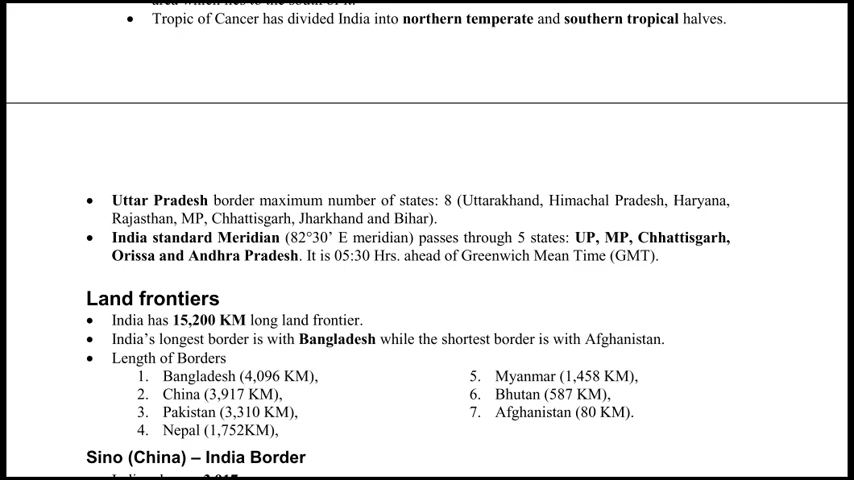 • Tropic of Cancer has divided India into northern temperate and southern tropical halves.
• Uttar Pradesh border maximum number of states: 8 (Uttarakhand, Himachal Pradesh, Haryana,
Rajasthan, MP, Chhattisgarh, Jharkhand and Bihar).
• India standard Meridian (82°30’ E meridian) passes through 5 states: UP, MP, Chhattisgarh,
Orissa and Andhra Pradesh. It is 05:30 Hrs. ahead of Greenwich Mean Time (GMT).
Land frontiers
• India has 15,200 KM long land frontier.
• India’s longest border is with Bangladesh while the shortest border is with Afghanistan.
• Length of Borders
1. Bangladesh (4,096 KM),
2. China (3,917 KM),
3. Pakistan (3,310 KM),
4. Nepal (1,752KM),
5. Myanmar (1,458 KM),
6. Bhutan (587 KM),
7. Afghanistan (80 KM).
Sino (China) – India Border